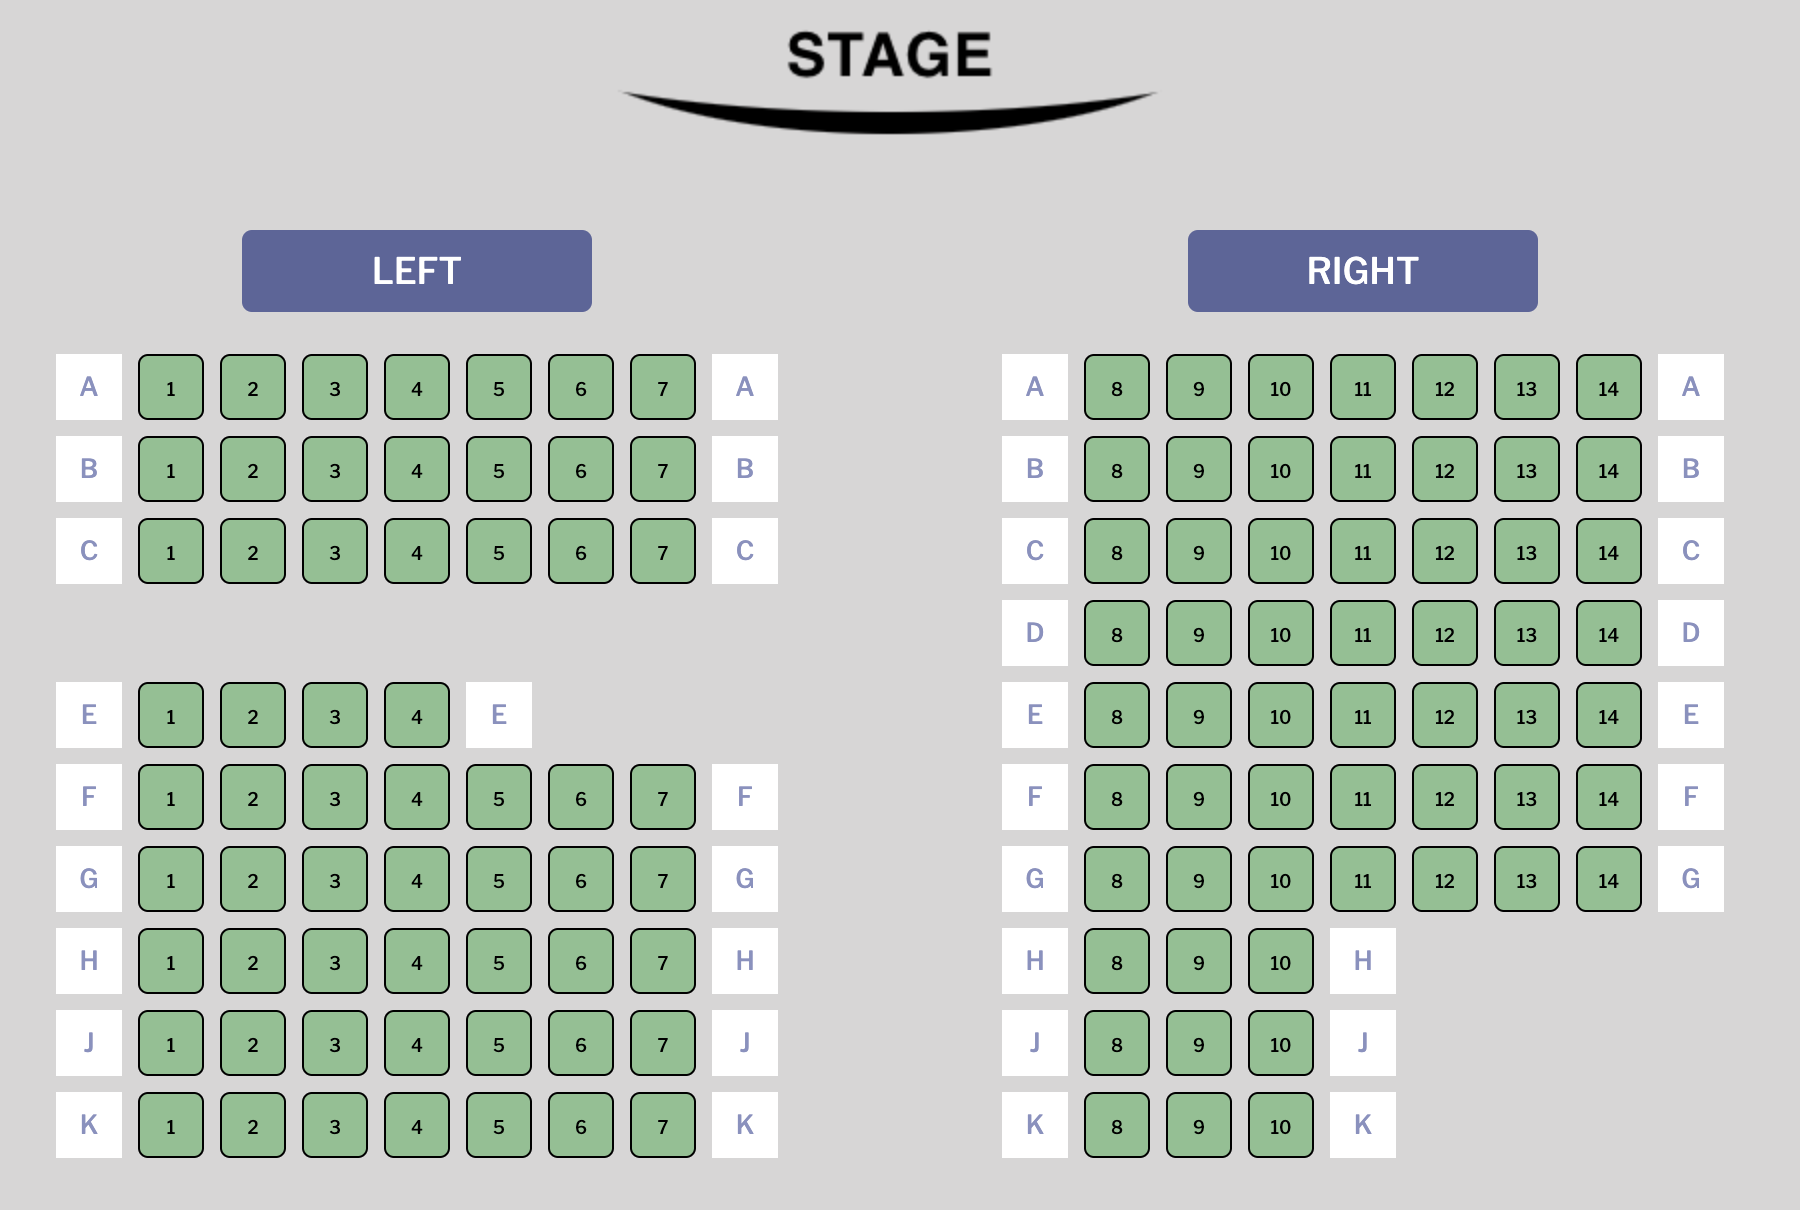 STAGE
LEFT RIGHT
A 1 2 3 4 5 6 7 A A 8 9 10 11 12 13 14 A
B 1 2 3 4 5 6 7 B B 8 9 10 11 12 13 14 B
C 1 2 3 4 5 6 7 C C 8 9 10 11 12 13 14 C
D 8 9 10 11 12 13 14 D
E 1 2 3 4 E E 8 9 10 11 12 13 14 E
F 1 2 3 4 5 6 7 F F 8 9 10 11 12 13 14 F
G 1 2 3 4 5 6 7 G G 8 9 10 11 12 13 14 G
H 1 2 3 4 5 6 7 H H 8 9 10 H
J 1 2 3 4 5 6 7 J J 8 9 10 J
K 1 2 3 4 5 6 7 K K 8 9 10 K